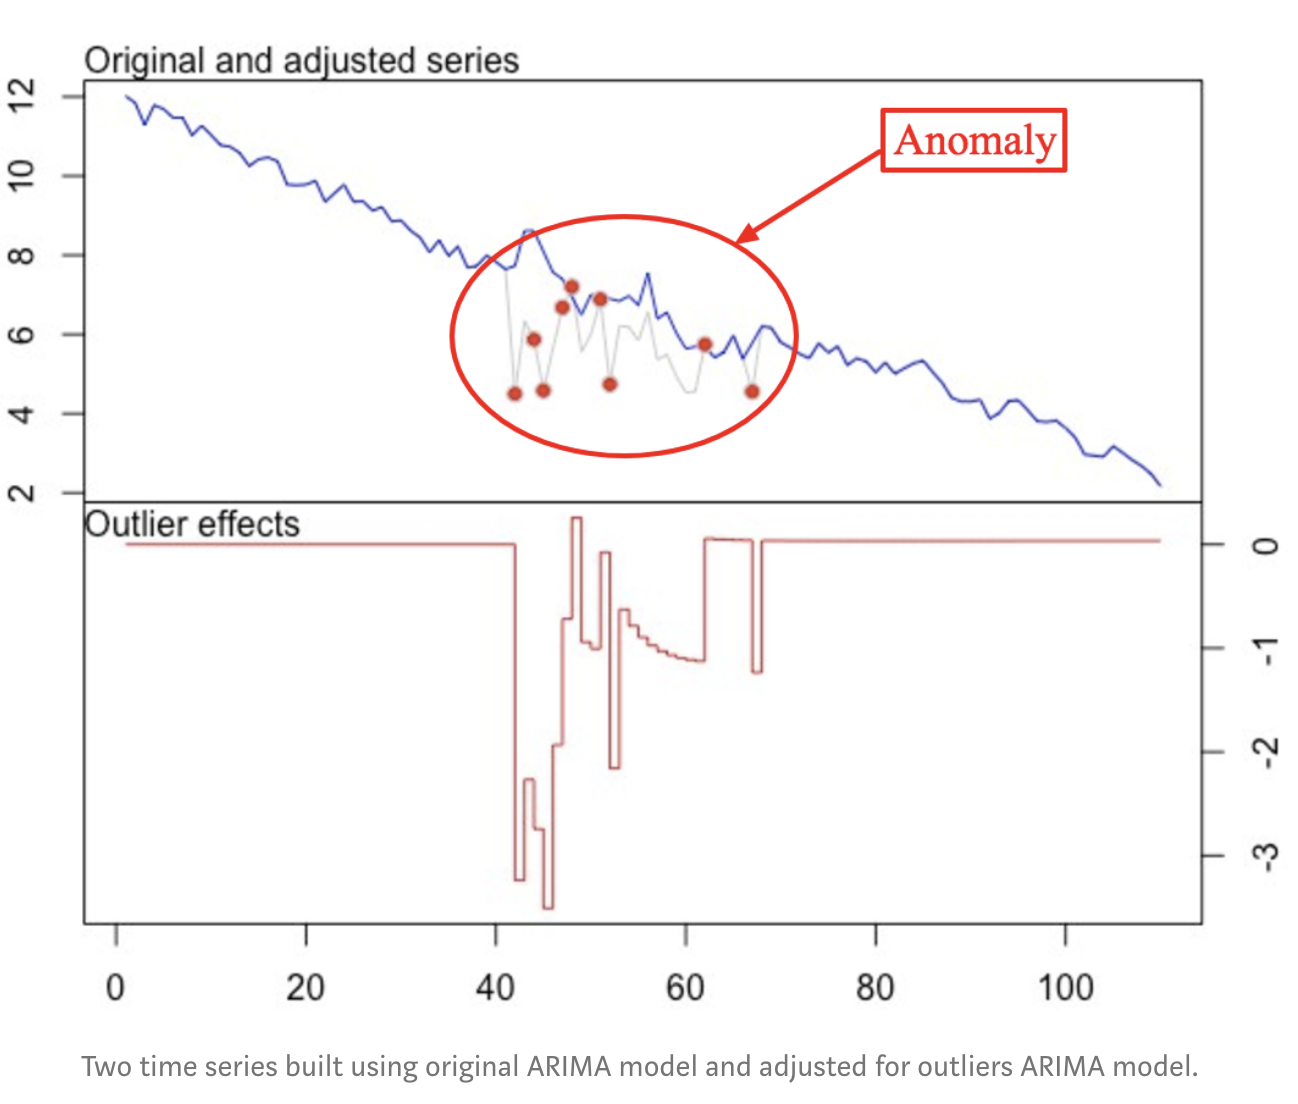 Original and adjusted series
12
10
8
6
4
2
Anomaly
Outlier effects
0
-1
-2
-3
0 20 40 60 80 100
Two time series built using original ARIMA model and adjusted for outliers ARIMA model.